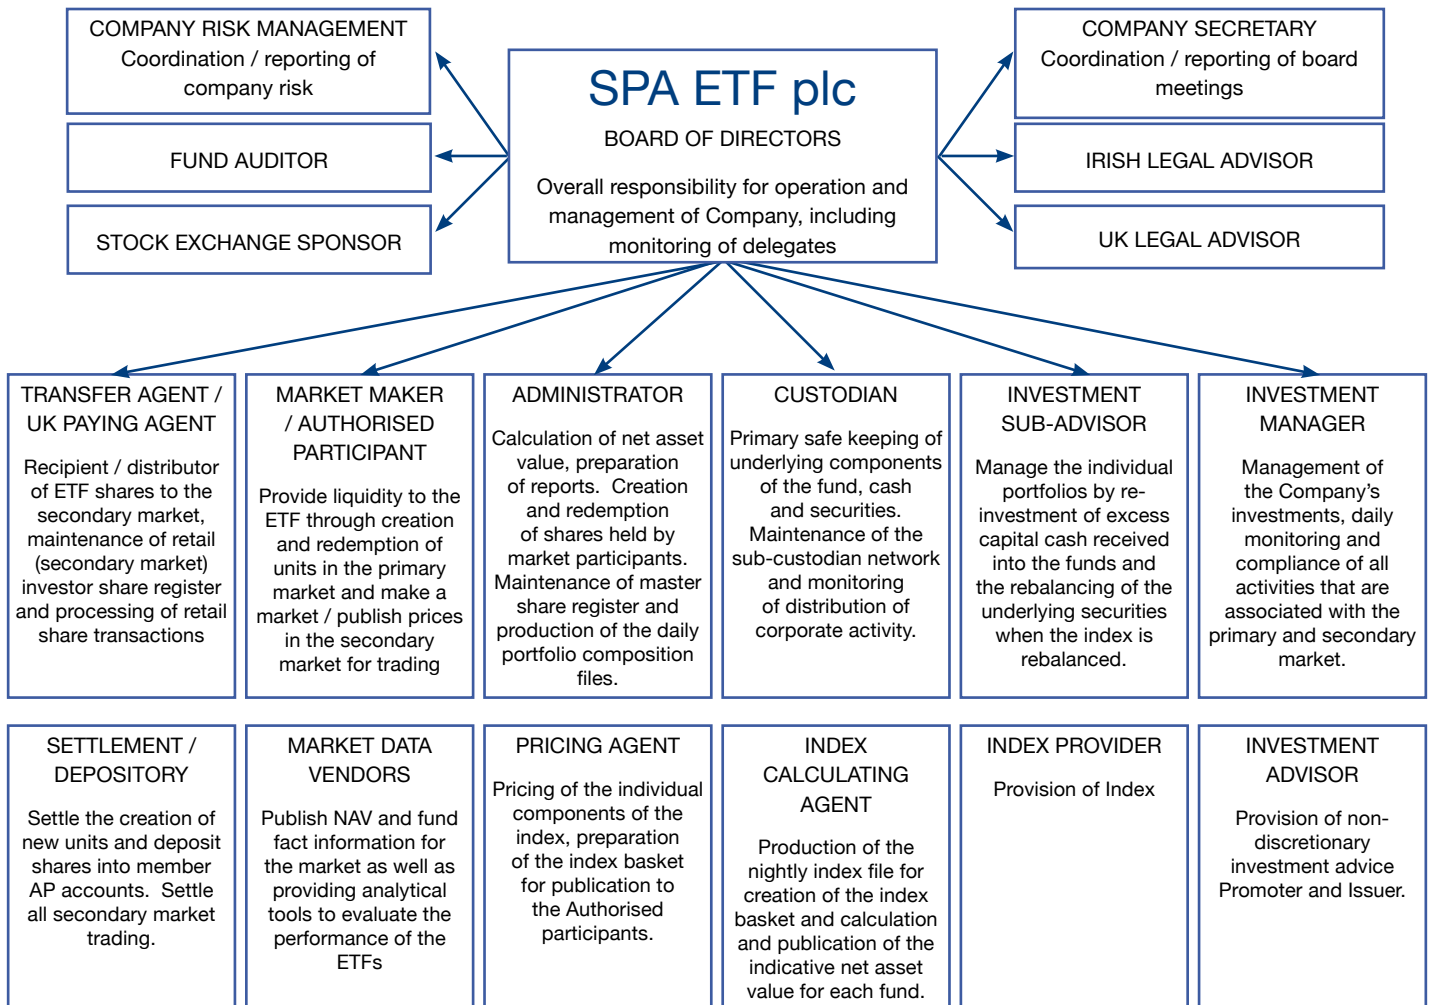 COMPANY RISK MANAGEMENT
Coordination / reporting of
company risk
FUND AUDITOR
STOCK EXCHANGE SPONSOR
SPA ETF plc
BOARD OF DIRECTORS
Overall responsibility for operation and
management of Company, including
monitoring of delegates
COMPANY SECRETARY
Coordination / reporting of board
meetings
IRISH LEGAL ADVISOR
UK LEGAL ADVISOR
TRANSFER AGENT /
UK PAYING AGENT
Recipient / distributor
of ETF shares to the
secondary market,
maintenance of retail
(secondary market)
investor share register
and processing of retail
share transactions
MARKET MAKER
/ AUTHORISED
PARTICIPANT
Provide liquidity to the
ETF through creation
and redemption of
units in the primary
market and make a
market / publish prices
in the secondary
market for trading
ADMINISTRATOR
Calculation of net asset
value, preparation
of reports.  Creation
and redemption
of shares held by
market participants.
Maintenance of master
share register and
production of the daily
portfolio composition
files.
CUSTODIAN
Primary safe keeping of
underlying components
of the fund, cash
and securities.
Maintenance of the
sub-custodian network
and monitoring
of distribution of
corporate activity.
INVESTMENT
SUB-ADVISOR
Manage the individual
portfolios by re-
investment of excess
capital cash received
into the funds and
the rebalancing of the
underlying securities
when the index is
rebalanced.
INVESTMENT
MANAGER
Management of
the Company's
investments, daily
monitoring and
compliance of all
activities that are
associated with the
primary and secondary
market.
SETTLEMENT /
DEPOSITORY
Settle the creation of
new units and deposit
shares into member
AP accounts.  Settle
all secondary market
trading.
MARKET DATA
VENDORS
Publish NAV and fund
fact information for
the market as well as
providing analytical
tools to evaluate the
performance of the
ETFs
PRICING AGENT
Pricing of the individual
components of the
index, preparation
of the index basket
for publication to
the Authorised
participants.
INDEX
CALCULATING
AGENT
Production of the
nightly index file for
creation of the index
basket and calculation
and publication of the
indicative net asset
value for each fund.
INDEX PROVIDER
Provision of Index
INVESTMENT
ADVISOR
Provision of non-
discretionary
investment advice
Promoter and Issuer.